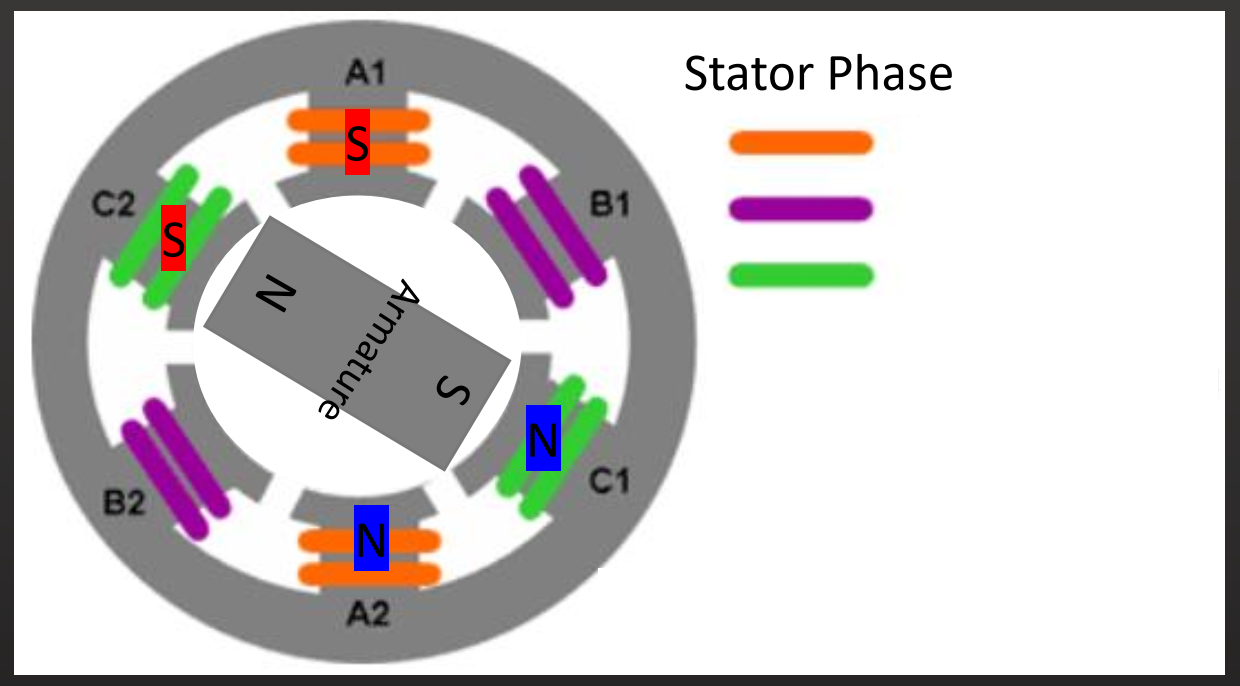 Stator Phase
A1
S
C2
S
B1
N
Armature
S
N
C1
B2
N
A2